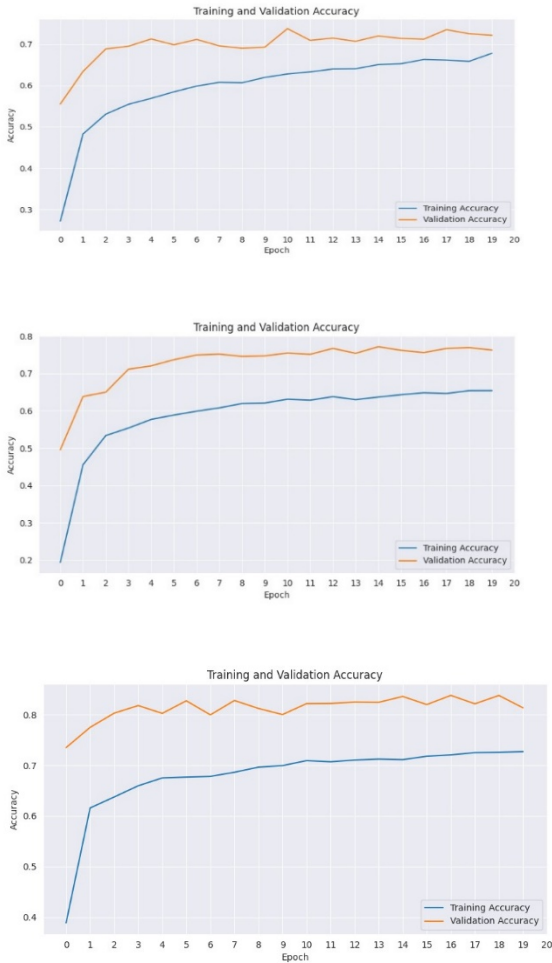 Training and Validation Accuracy
0.7
0.6
0.5
0.4
0.3
Accuracy
Training Accuracy
Validation Accuracy
0 1 2 3 4 5 6 7 8 9 10 11 12 13 14 15 16 17 18 19 20
Epoch
Training and Validation Accuracy
0.8
0.7
0.6
0.5
0.4
0.3
0.2
Accuracy
Training Accuracy
Validation Accuracy
0 1 2 3 4 5 6 7 8 9 10 11 12 13 14 15 16 17 18 19 20
Epoch
Training and Validation Accuracy
0.8
0.7
0.6
0.5
0.4
Accuracy
Training Accuracy
Validation Accuracy
0 1 2 3 4 5 6 7 8 9 10 11 12 13 14 15 16 17 18 19 20
Epoch